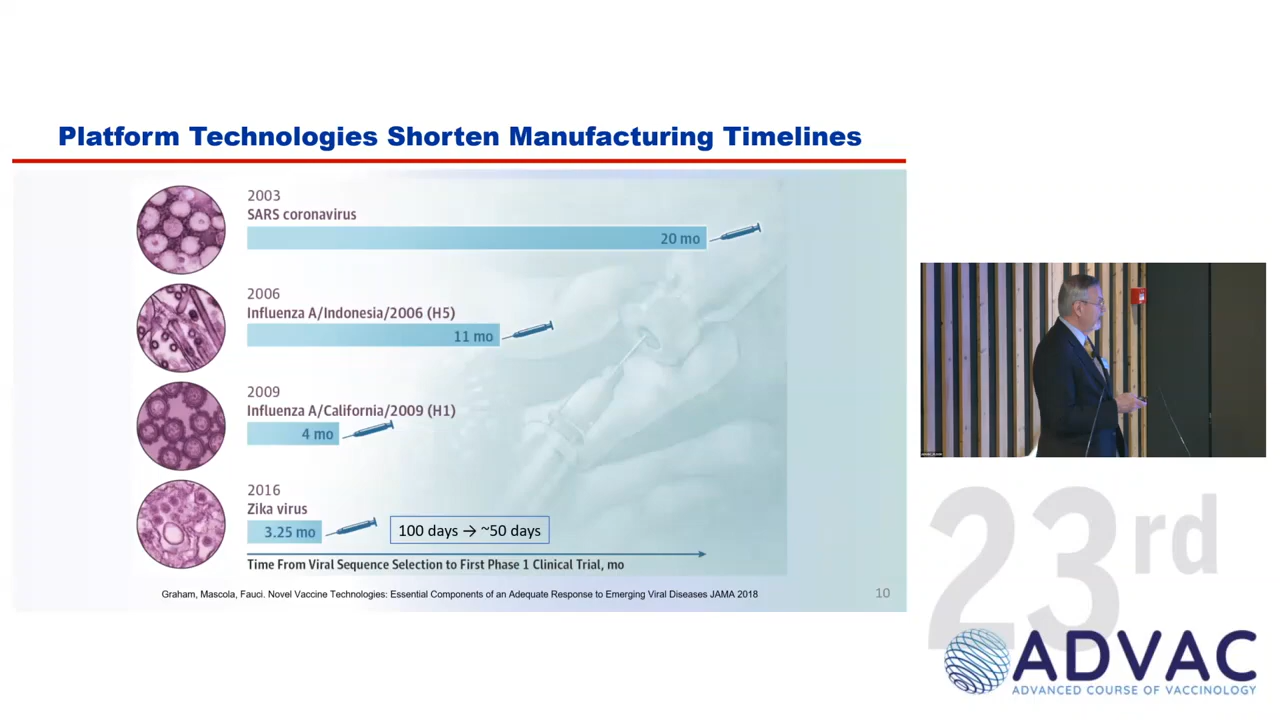 Platform Technologies Shorten Manufacturing Timelines
2003
SARS coronavirus
20 mo
2006
Influenza A/Indonesia/2006 (H5)
11 mo
2009
Influenza A/California/2009 (H1)
4 mo
2016
Zika virus
3.25 mo
100 days → ~50 days
Time From Viral Sequence Selection to First Phase 1 Clinical Trial, mo
Graham, Mascola, Fauci. Novel Vaccine Technologies: Essential Components of an Adequate Response to Emerging Viral Diseases JAMA 2018
10
23rd
ADVAC
ADVANCED COURSE OF VACCINOLOGY